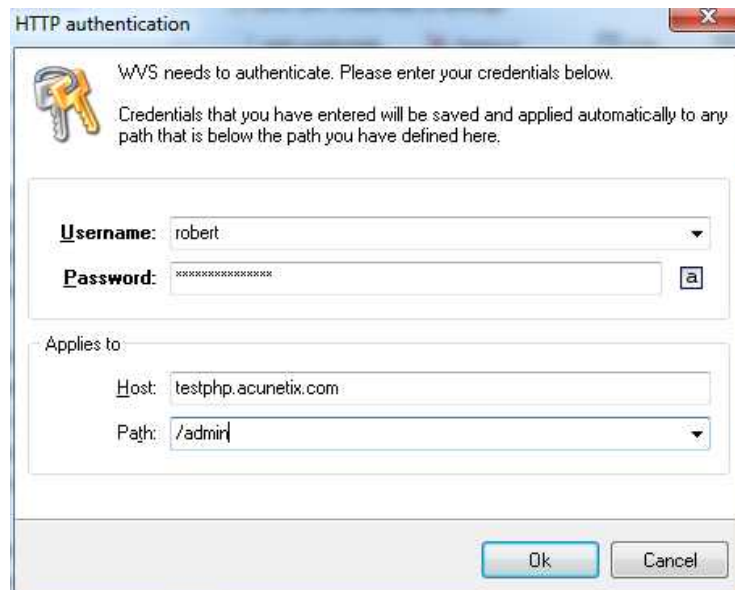 HTTP authentication
WVS needs to authenticate. Please enter your credentials below.
Credentials that you have entered will be saved and applied automatically to any
path that is below the path you have defined here.
Username: robert
Password: ***************
a
Applies to
Host: testphp.acunetix.com
Path: /admin
Ok Cancel